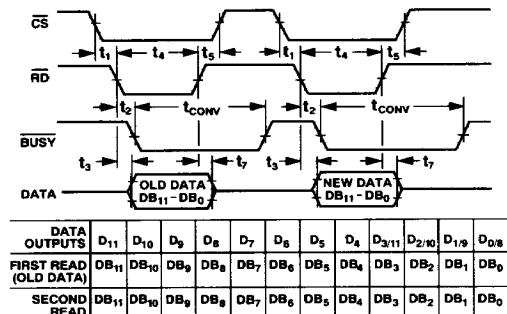 CS
t1 t4 t5 t1 t4 t5
RD
t2 tCONV t2 tCONV
BUSY
t3 t7 t3 t7
DATA OLD DATA DB11–DB0 NEW DATA DB11–DB0
DATA OUTPUTS D11 D10 D9 D8 D7 D6 D5 D4 D3/11 D2/10 D1/9 D0/8
FIRST READ (OLD DATA) DB11 DB10 DB9 DB8 DB7 DB6 DB5 DB4 DB3 DB2 DB1 DB0
SECOND READ DB11 DB10 DB9 DB8 DB7 DB6 DB5 DB4 DB3 DB2 DB1 DB0